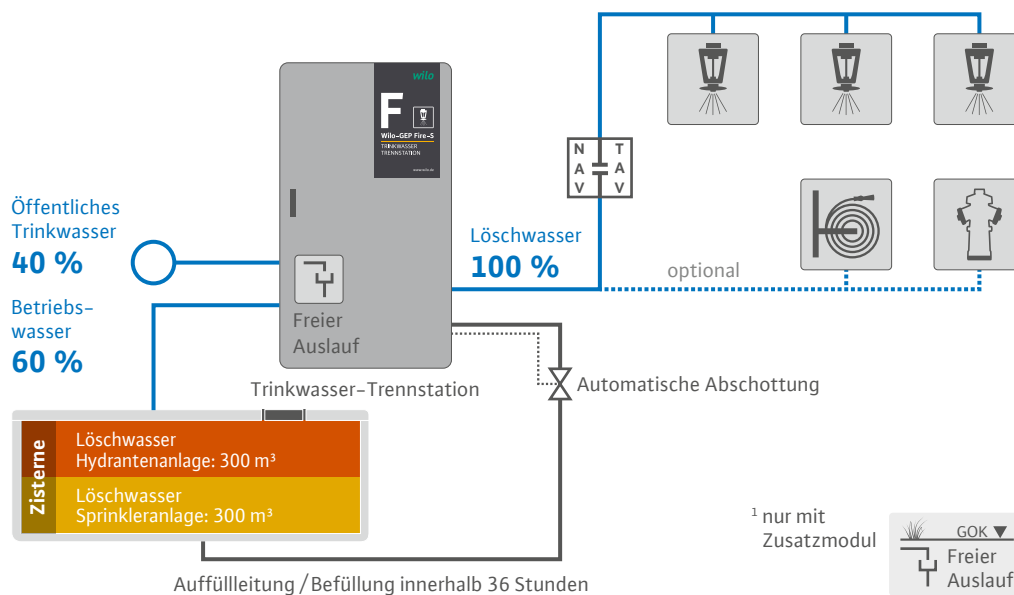 wilo
F
Wilo-GEP Fire-S
TRINKWASSER
TRENNSTATION
www.wilo.de
N T
A A
V V
Öffentliches
Trinkwasser
40 %
Löschwasser
100 %
optional
Betriebs-
wasser
60 %
Freier
Auslauf
Trinkwasser-Trennstation
Automatische Abschottung
Zisterne
Löschwasser
Hydrantenanlage: 300 m³
Löschwasser
Sprinkleranlage: 300 m³
¹ nur mit
Zusatzmodul
GOK ▼
Freier
Auslauf
Auffüllleitung / Befüllung innerhalb 36 Stunden